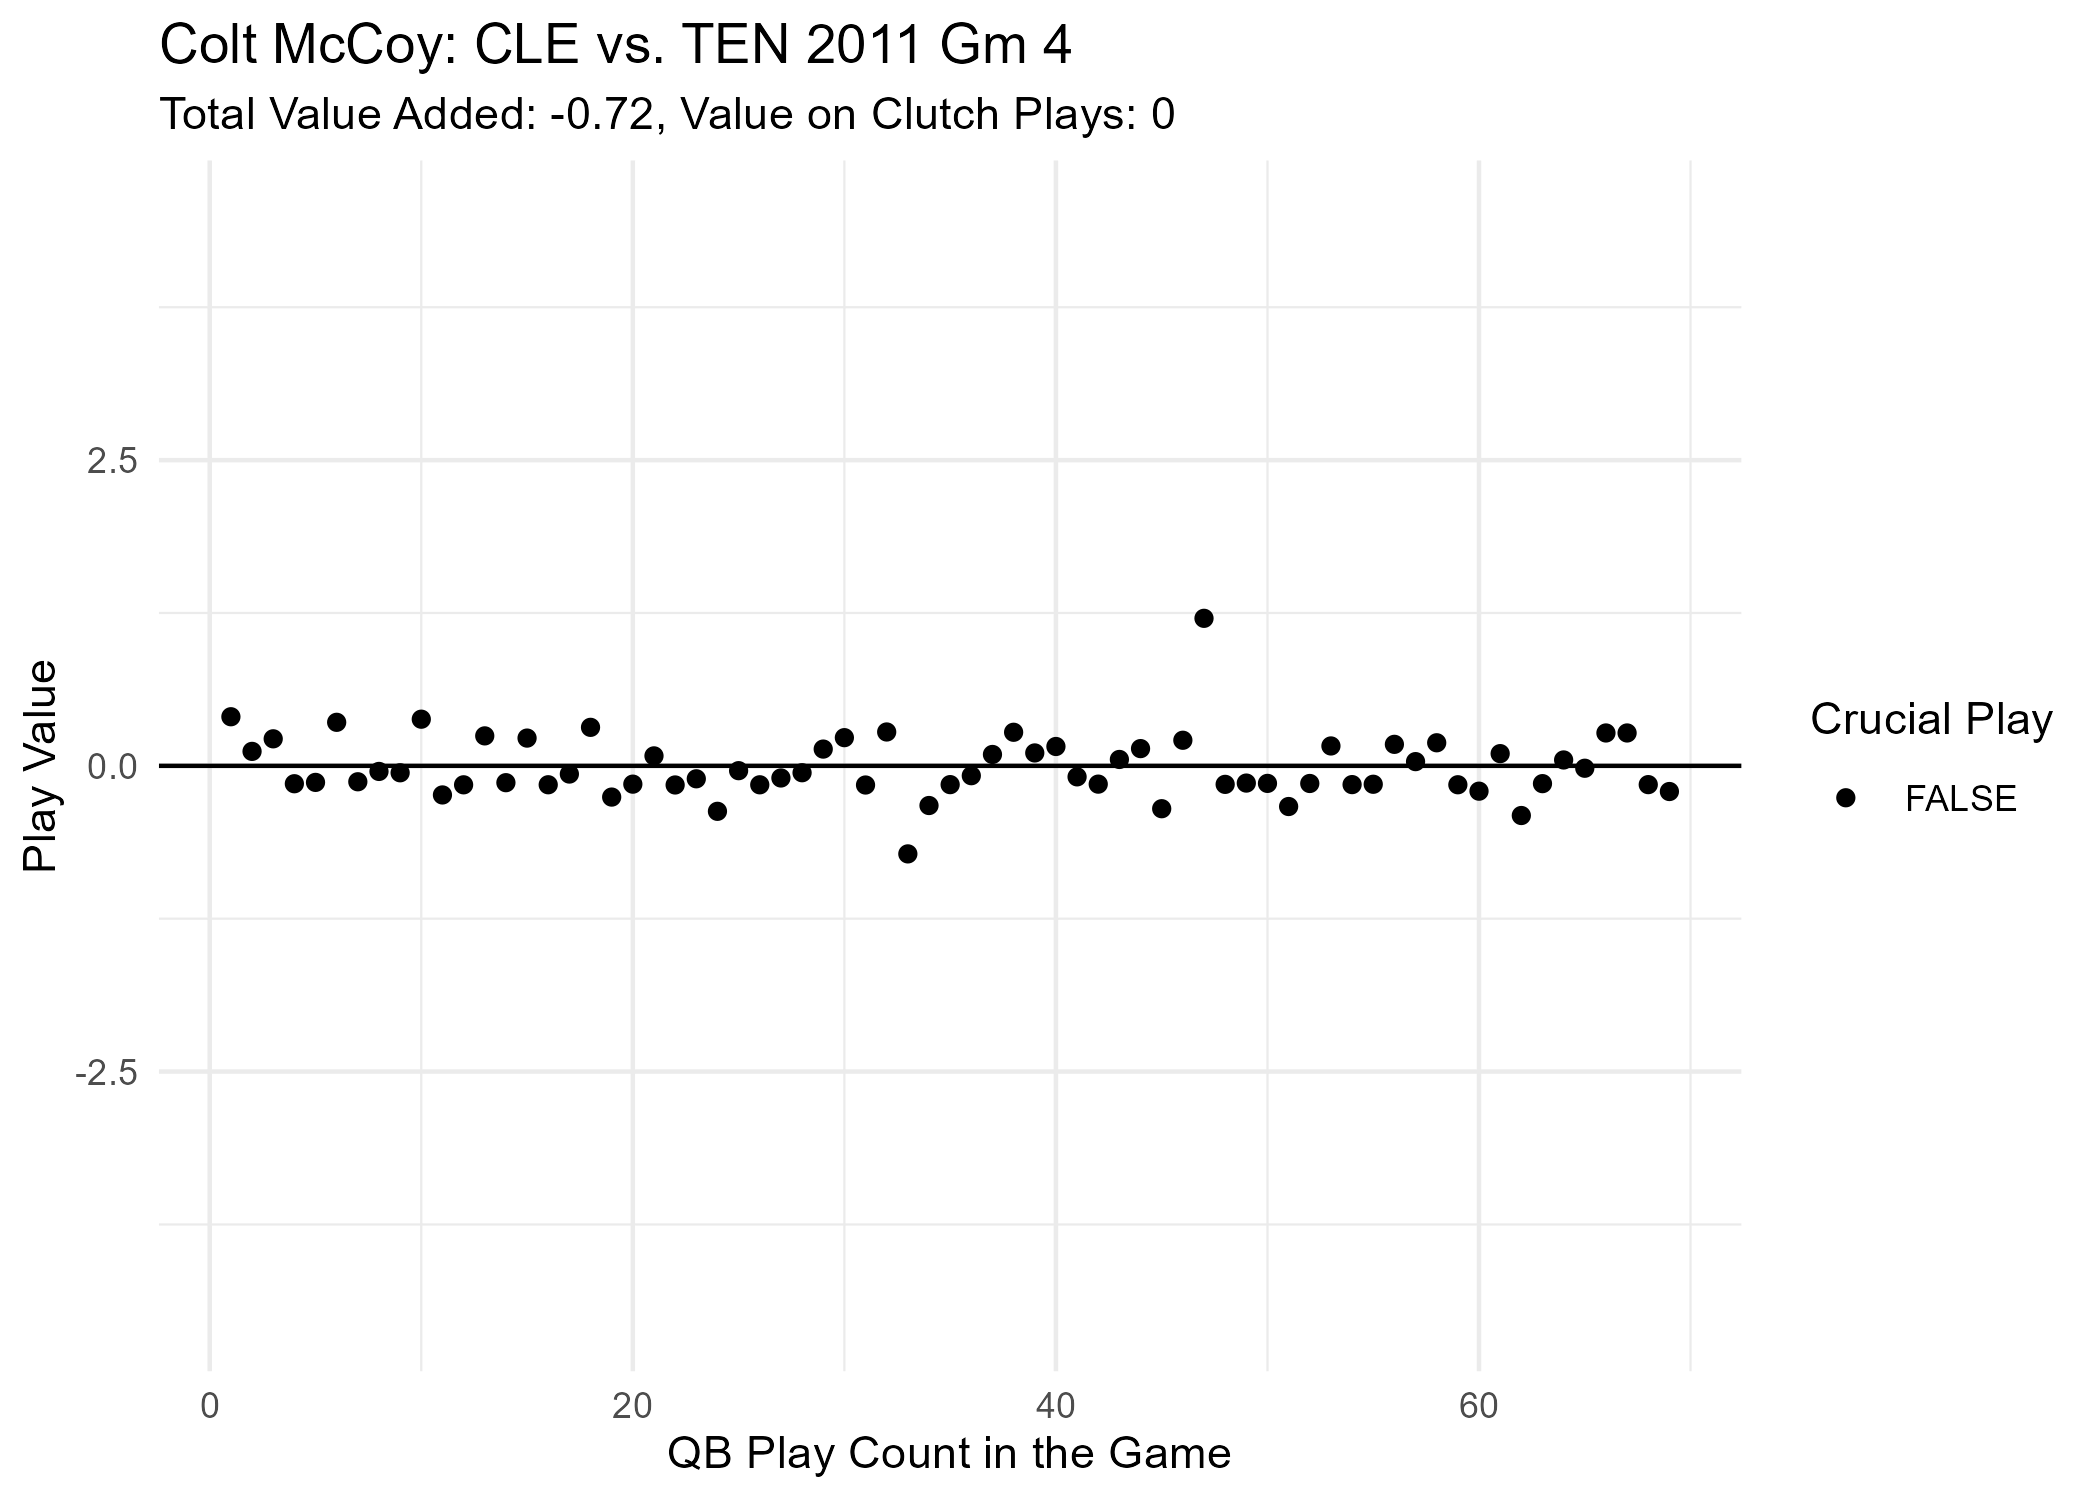 Colt McCoy: CLE vs. TEN 2011 Gm 4
Total Value Added: -0.72, Value on Clutch Plays: 0
Play Value
2.5
0.0
-2.5
0
20
40
60
QB Play Count in the Game
Crucial Play
FALSE